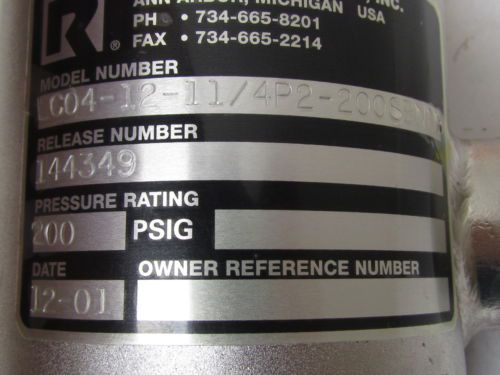 R®
INC.
ANN ARBOR, MICHIGAN USA
PH • 734-665-8201
FAX • 734-665-2214
MODEL NUMBER
LC04-12-11/4P2-200S
RELEASE NUMBER
144349
PRESSURE RATING
200 PSIG
DATE OWNER REFERENCE NUMBER
12-01